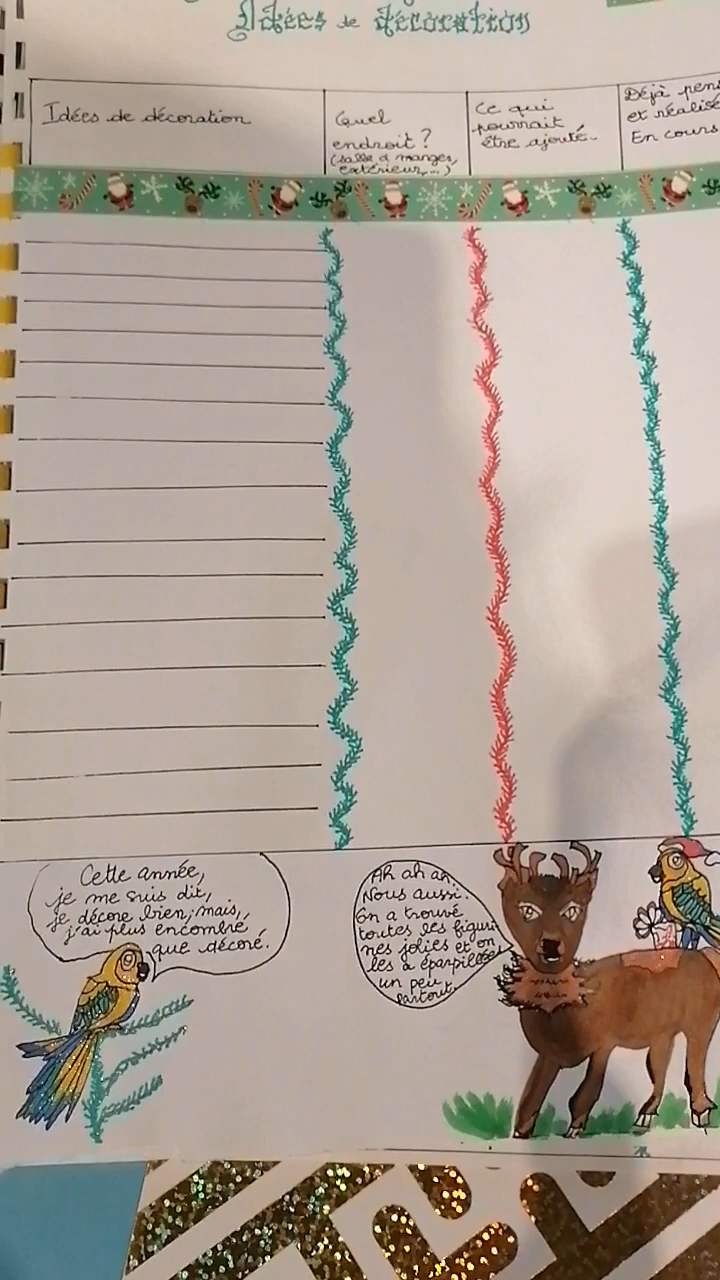 Idées de décoration
Idées de décoration
Quel
endroit?
(salle à manger,
extérieur,...)
Ce qui
pourrait
être ajouté.
Déjà
et
En cours
Cette année,
je me suis dit,
je décore bien, mais,
j'ai plus encombré
que décoré.
Ah ah ah.
Nous aussi.
On a trouvé
toutes les figuri
nes jolies et on
les a éparpillées
un peu
partout.